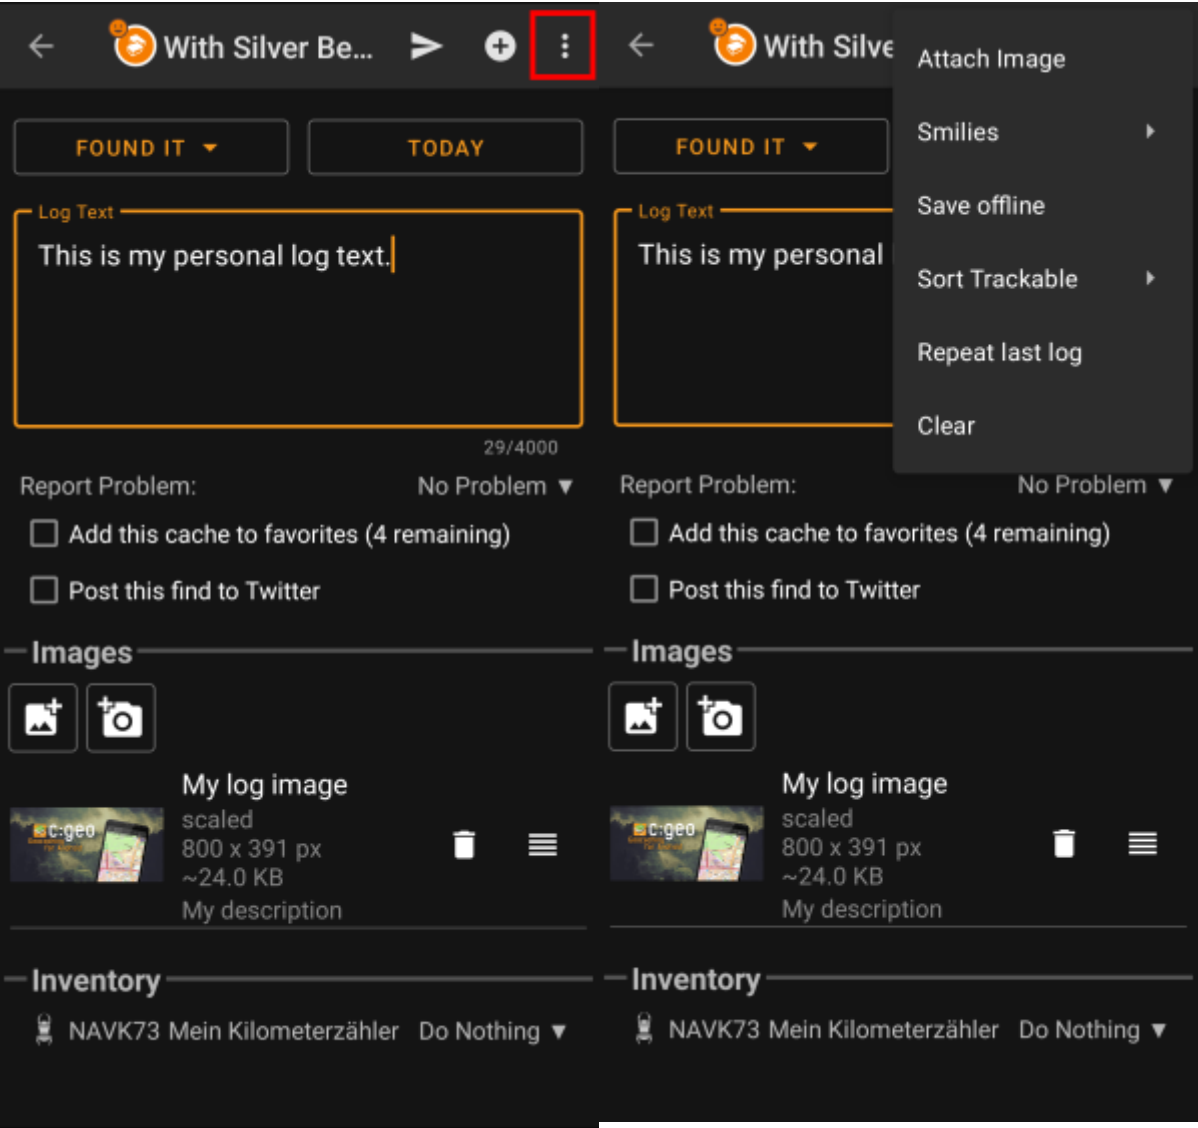 With Silver Be...
FOUND IT
TODAY
Log Text
This is my personal log text.
29/4000
Report Problem:
No Problem
Add this cache to favorites (4 remaining)
Post this find to Twitter
Images
My log image
scaled
800 x 391 px
~24.0 KB
My description
c:geo
Inventory
NAVK73 Mein Kilometerzähler
Do Nothing
With Silve
FOUND IT
Log Text
This is my personal
Attach Image
Smilies
Save offline
Sort Trackable
Repeat last log
Clear
Report Problem:
No Problem
Add this cache to favorites (4 remaining)
Post this find to Twitter
Images
My log image
scaled
800 x 391 px
~24.0 KB
My description
c:geo
Inventory
NAVK73 Mein Kilometerzähler
Do Nothing